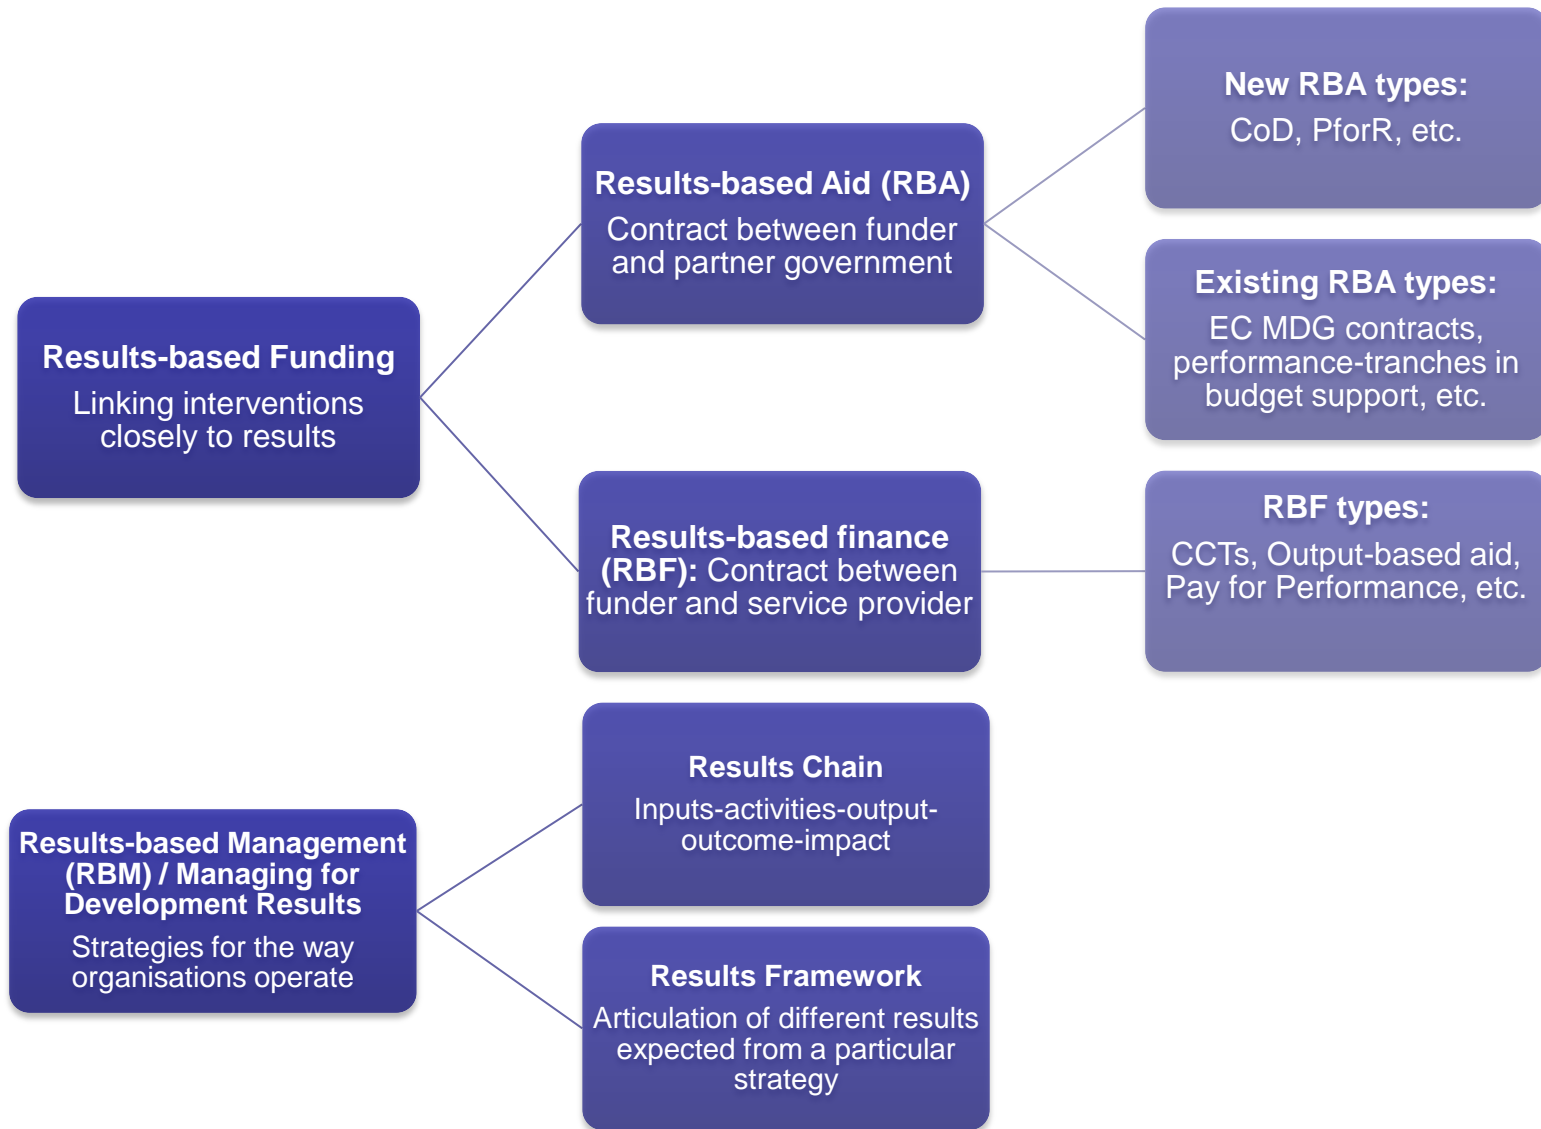 Results-based Funding
Linking interventions
closely to results
Results-based Aid (RBA)
Contract between funder
and partner government
New RBA types:
CoD, PforR, etc.
Existing RBA types:
EC MDG contracts,
performance-tranches in
budget support, etc.
Results-based finance
(RBF): Contract between
funder and service provider
RBF types:
CCTs, Output-based aid,
Pay for Performance, etc.
Results-based Management
(RBM) / Managing for
Development Results
Strategies for the way
organisations operate
Results Chain
Inputs-activities-output-
outcome-impact
Results Framework
Articulation of different results
expected from a particular
strategy